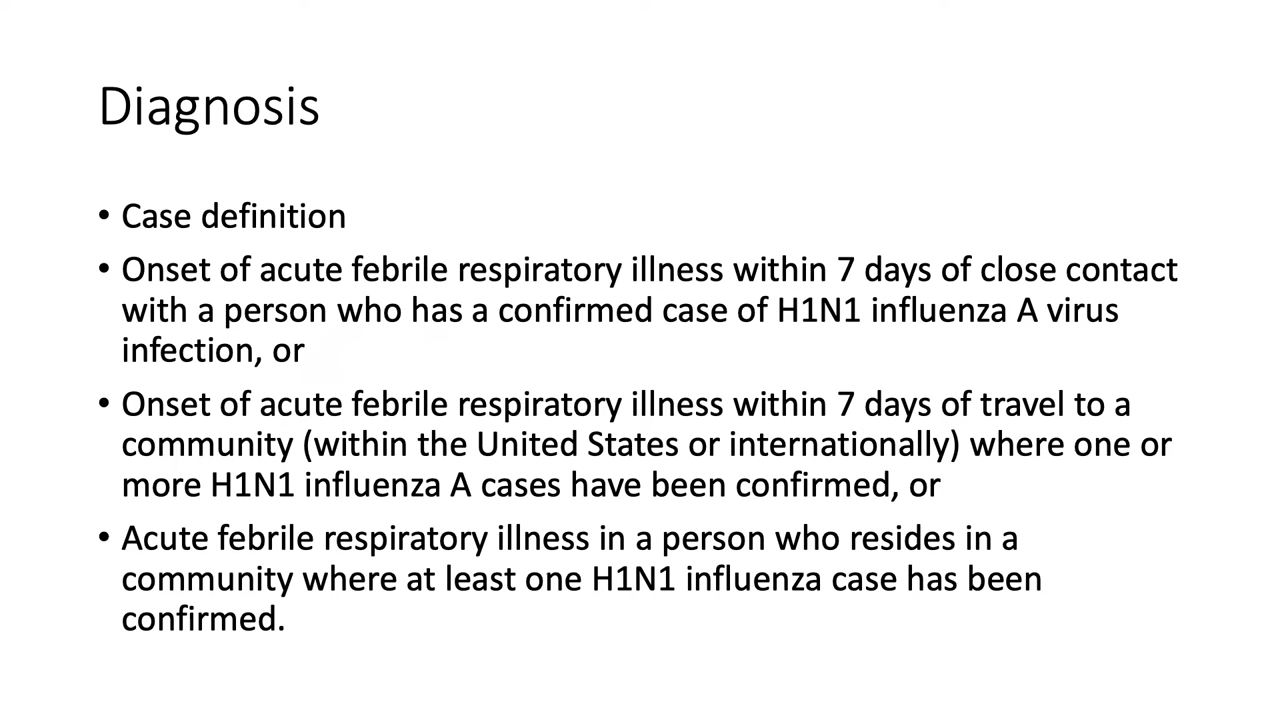 Diagnosis
• Case definition
• Onset of acute febrile respiratory illness within 7 days of close contact
with a person who has a confirmed case of H1N1 influenza A virus
infection, or
• Onset of acute febrile respiratory illness within 7 days of travel to a
community (within the United States or internationally) where one or
more H1N1 influenza A cases have been confirmed, or
• Acute febrile respiratory illness in a person who resides in a
community where at least one H1N1 influenza case has been
confirmed.